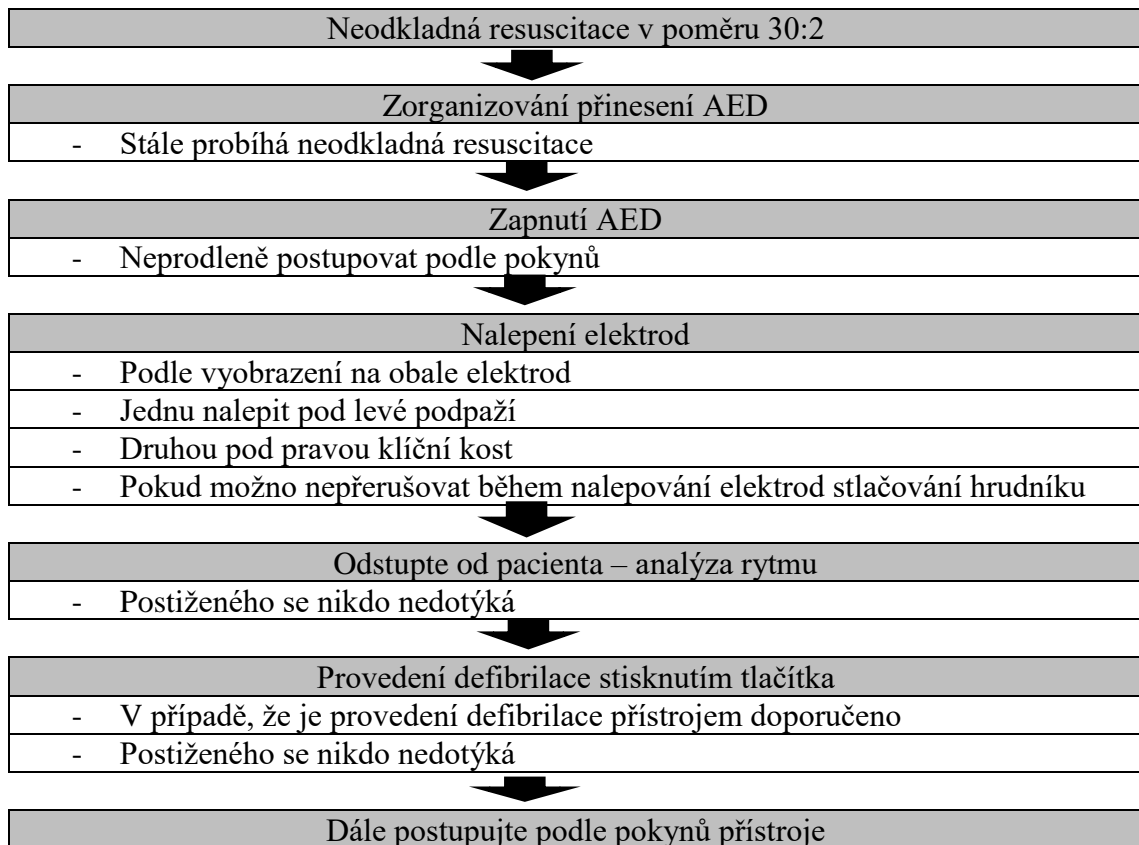 Neodkladná resuscitace v poměru 30:2
Zorganizování přinesení AED
- Stále probíhá neodkladná resuscitace
Zapnutí AED
- Neprodleně postupovat podle pokynů
Nalepení elektrod
- Podle vyobrazení na obale elektrod
- Jednu nalepit pod levé podpaží
- Druhou pod pravou klíční kost
- Pokud možno nepřerušovat během nalepování elektrod stlačování hrudníku
Odstupte od pacienta – analýza rytmu
- Postiženého se nikdo nedotýká
Provedení defibrilace stisknutím tlačítka
- V případě, že je provedení defibrilace přístrojem doporučeno
- Postiženého se nikdo nedotýká
Dále postupujte podle pokynů přístroje